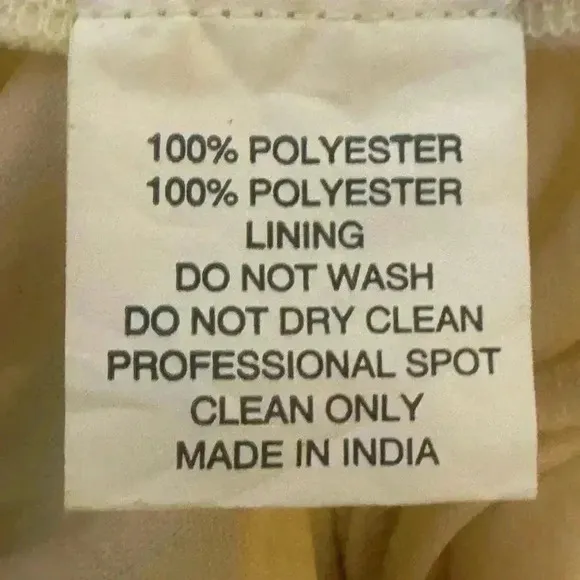 100% POLYESTER
100% POLYESTER
LINING
DO NOT WASH
DO NOT DRY CLEAN
PROFESSIONAL SPOT
CLEAN ONLY
MADE IN INDIA